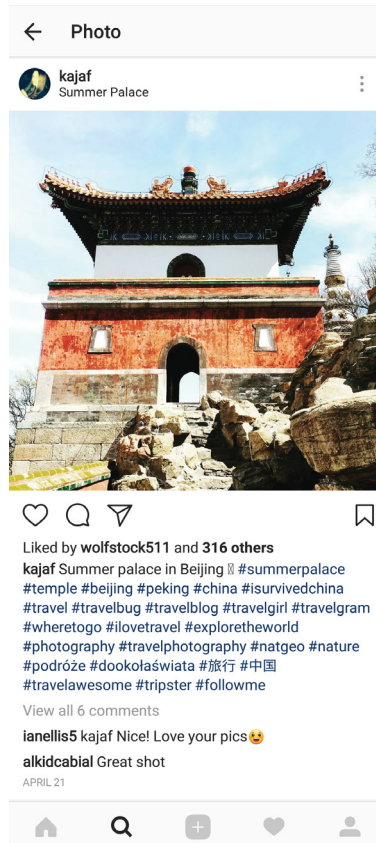 Photo
kajaf
Summer Palace
Liked by wolfstock511 and 316 others
kajaf Summer palace in Beijing #summerpalace
#temple #beijing #peking #china #isurvivedchina
#travel #travelbug #travelblog #travelgirl #travelgram
#wheretogo #ilovetravel #exploretheworld
#photography #travelphotography #natgeo #nature
#podróże #dookołaświata #旅行 #中国
#travelawesome #tripster #followme
View all 6 comments
ianellis5 kajaf Nice! Love your pics😆
alkidcabial Great shot
APRIL 21